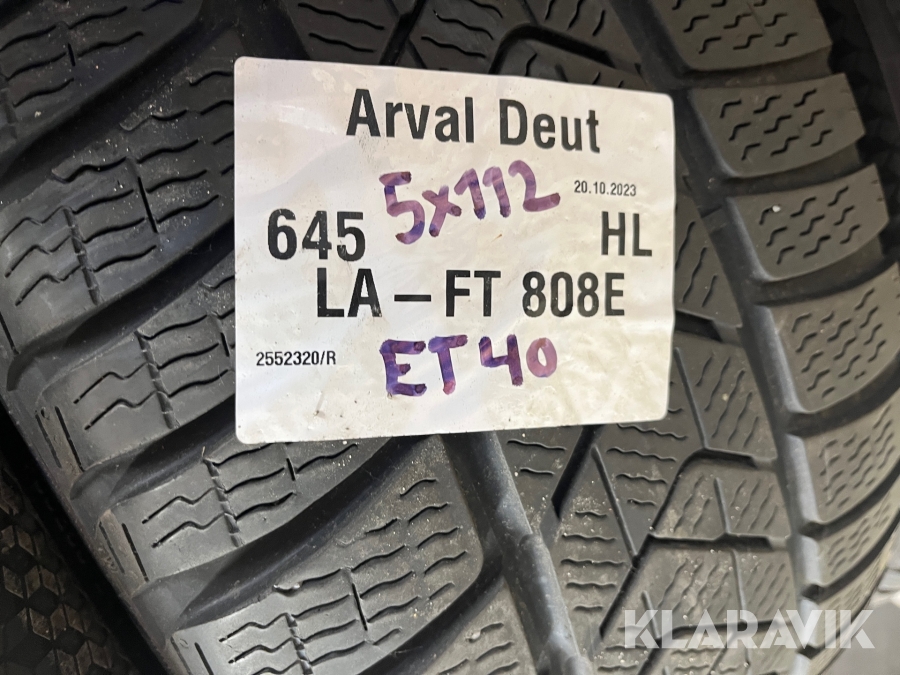 Arval Deut
5x112 20.10.2023
645 HL
LA – FT 808E
2552320/R ET40
KLARAVIK